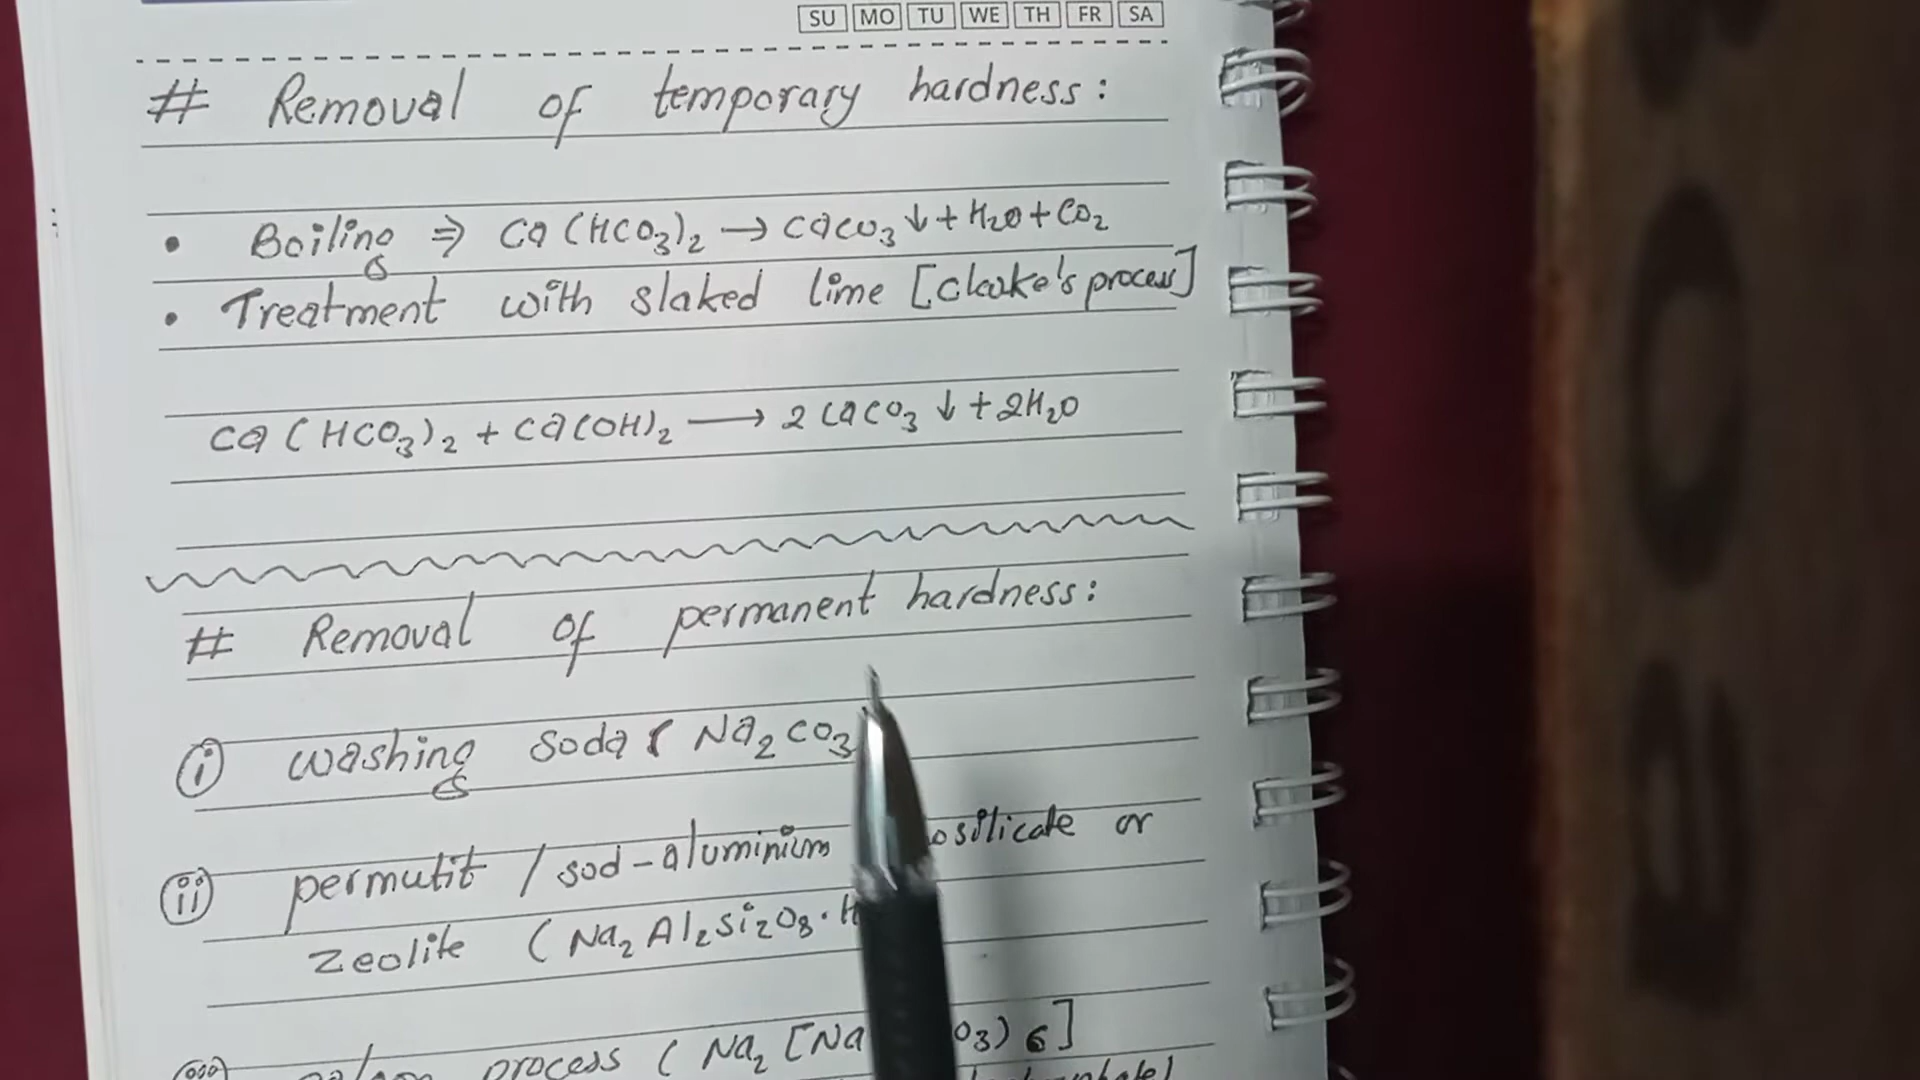 SU MO TU WE TH FR SA
# Removal of temporary hardness:
• Boiling ⇒ Ca(HCO₃)₂ → CaCO₃↓ + H₂O + CO₂
• Treatment with slaked lime [Clarke's process]
Ca(HCO₃)₂ + Ca(OH)₂ ⟶ 2CaCO₃↓ + 2H₂O
# Removal of permanent hardness:
(i) washing soda ( Na₂CO₃
(ii) permutit / sod-aluminium osilicate or
Zeolite (Na₂Al₂Si₂O₈·H
process (Na₂[Na O₃)₆]